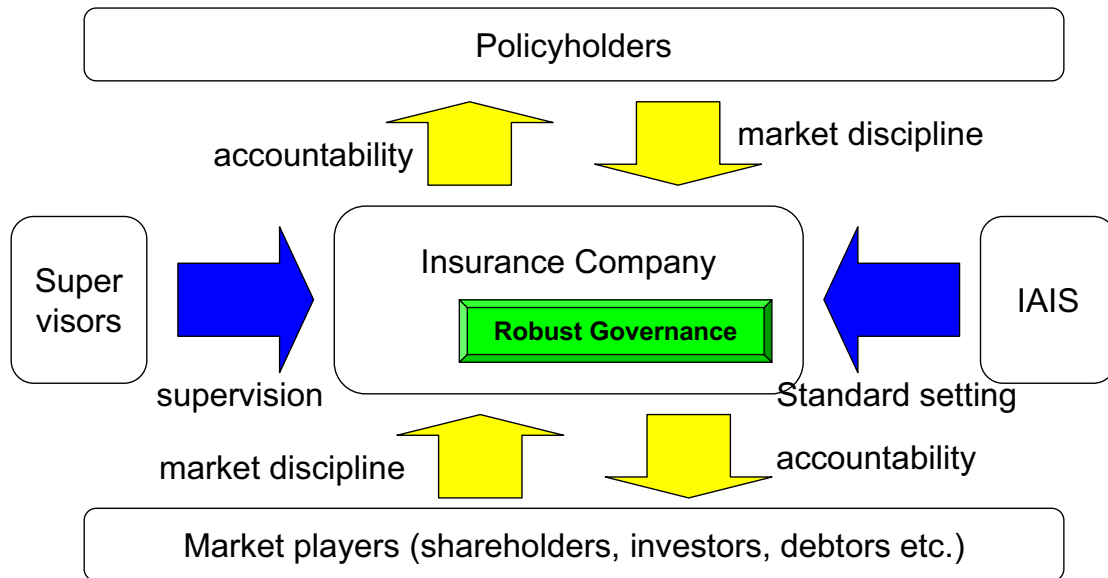 Policyholders
accountability
market discipline
Super
visors
Insurance Company
Robust Governance
IAIS
supervision
Standard setting
market discipline
accountability
Market players (shareholders, investors, debtors etc.)